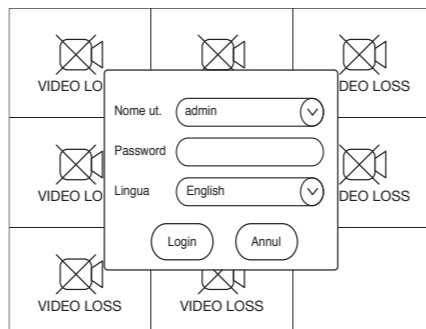 VIDEO LO
DEO LOSS
Nome ut. admin
Password
VIDEO LO
DEO LOSS
Lingua English
Login Annul
VIDEO LOSS VIDEO LOSS